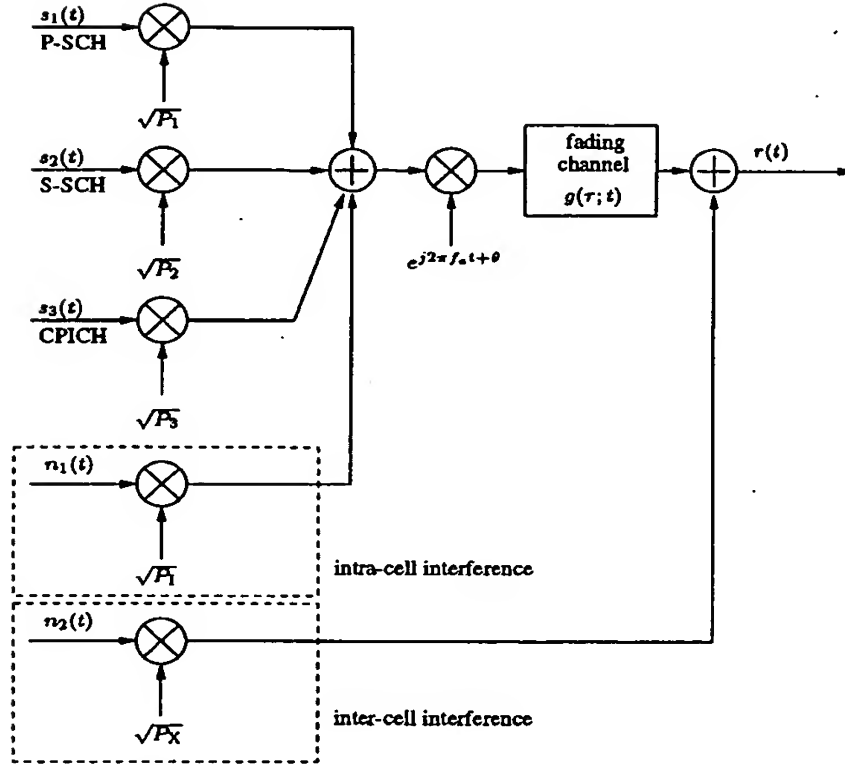 s₁(t)
P-SCH
√P₁
s₂(t)
S-SCH
√P₂
s₃(t)
CPICH
√P₃
fading
channel
g(τ; t)
r(t)
e^{j2πfₒt+θ}
n₁(t)
√P_I
intra-cell interference
n₂(t)
√P_X
inter-cell interference